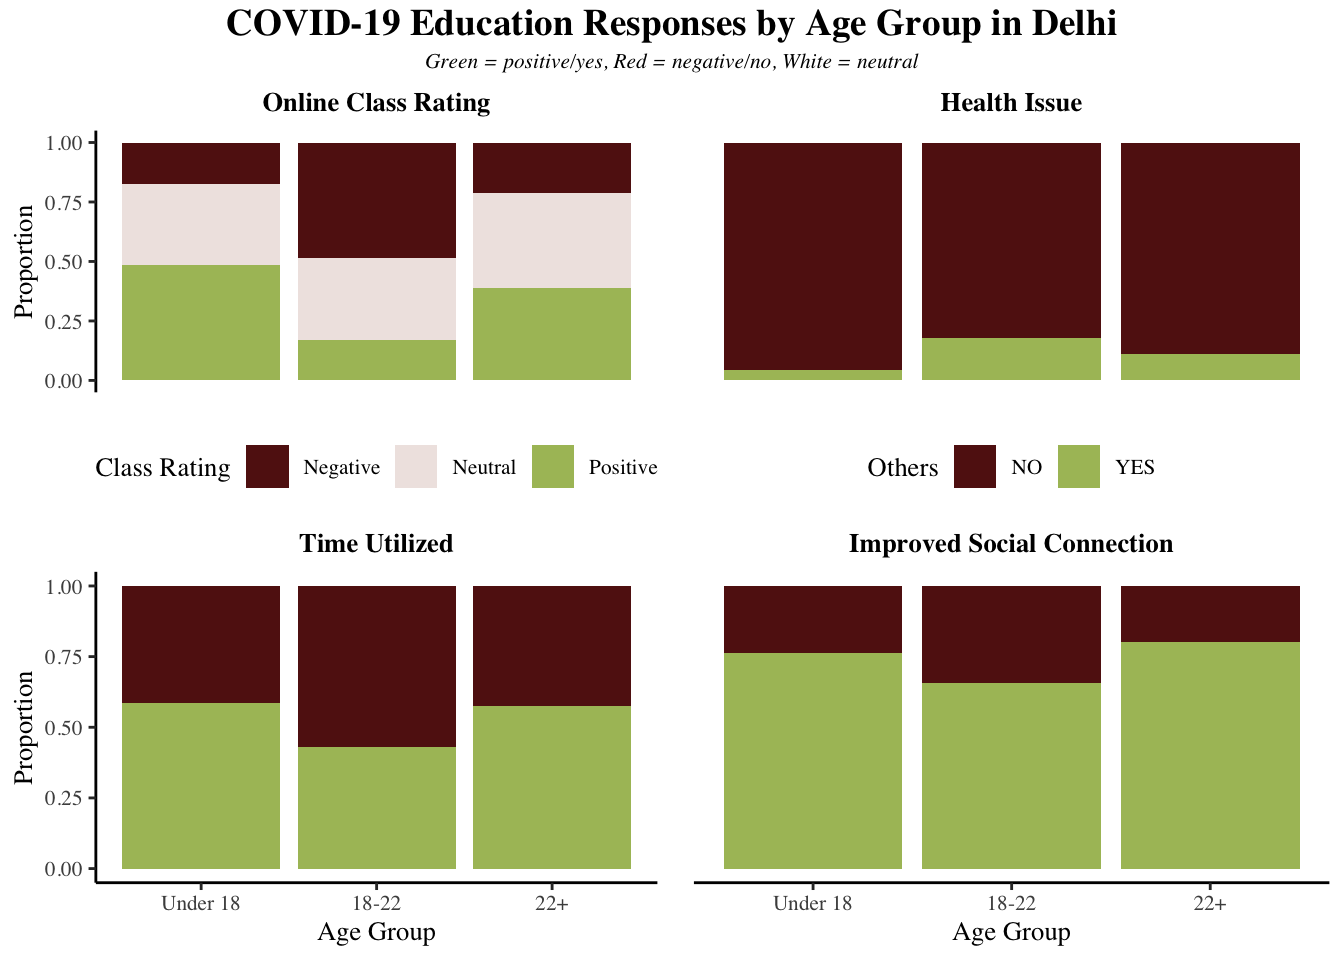 COVID-19 Education Responses by Age Group in Delhi
Green = positive/yes, Red = negative/no, White = neutral
Online Class Rating
Health Issue
1.00
0.75
0.50
0.25
0.00
Proportion
Class Rating Negative Neutral Positive
Others NO YES
Time Utilized
Improved Social Connection
1.00
0.75
0.50
0.25
0.00
Proportion
Under 18 18-22 22+
Age Group
Under 18 18-22 22+
Age Group